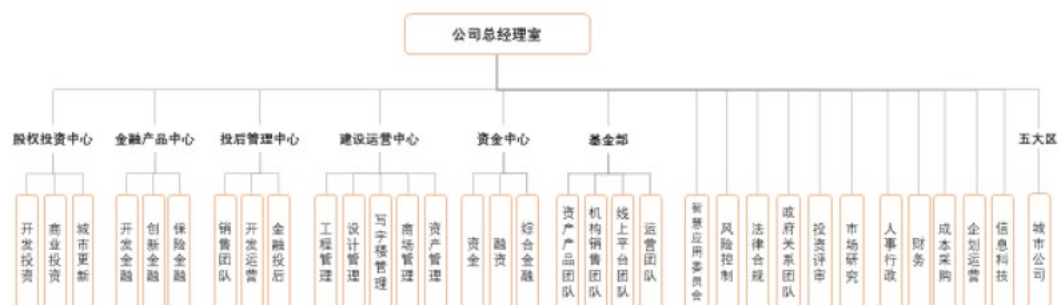 公司总经理室
股权投资中心
金融产品中心
投后管理中心
建设运营中心
资金中心
基金部
五大区
开发投资
商业投资
城市更新
开发金融
创新金融
保险金融
销售团队
开发运营
金融投后
工程管理
设计管理
写字楼管理
商场管理
资产管理
资金
融资
综合金融
资产产品团队
机构销售团队
线上平台团队
运营团队
智慧应用委员会
风险控制
法律合规
政府关系团队
投资评审
市场研究
人事行政
财务
成本采购
企划运营
信息科技
城市公司